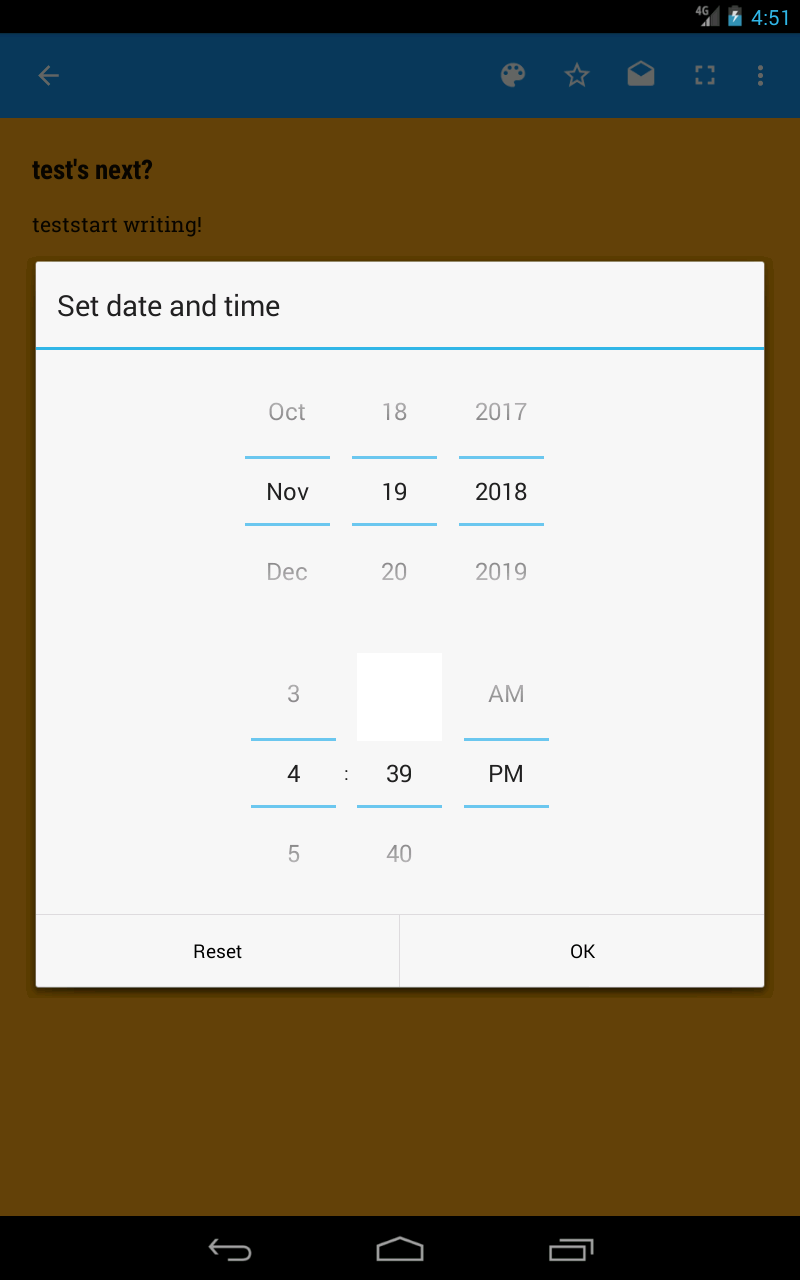 4G 4:51
test's next?
teststart writing!
Set date and time
Oct 18 2017
Nov 19 2018
Dec 20 2019
3 AM
4 : 39 PM
5 40
Reset OK